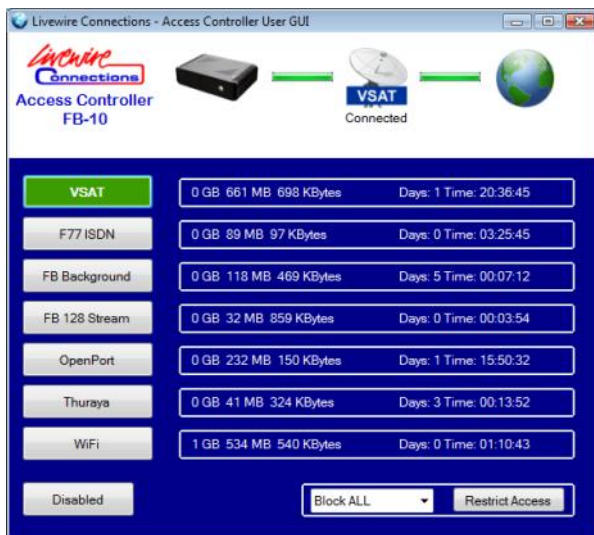 Livewire Connections - Access Controller User GUI
Livewire
Connections
Access Controller
FB-10
VSAT
Connected
VSAT 0 GB 661 MB 698 KBytes Days: 1 Time: 20:36:45
F77 ISDN 0 GB 89 MB 97 KBytes Days: 0 Time: 03:25:45
FB Background 0 GB 118 MB 469 KBytes Days: 5 Time: 00:07:12
FB 128 Stream 0 GB 32 MB 859 KBytes Days: 0 Time: 00:03:54
OpenPort 0 GB 232 MB 150 KBytes Days: 1 Time: 15:50:32
Thuraya 0 GB 41 MB 324 KBytes Days: 3 Time: 00:13:52
WiFi 1 GB 534 MB 540 KBytes Days: 0 Time: 01:10:43
Disabled Block ALL Restrict Access